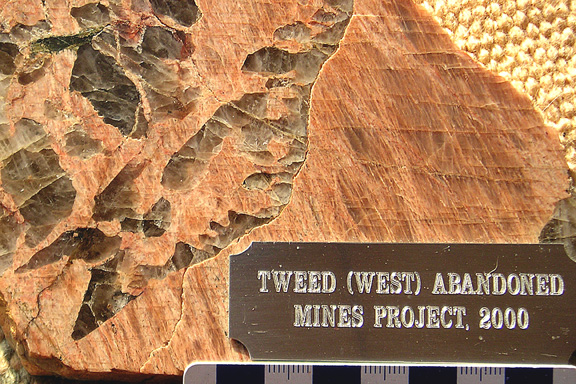 TWEED (WEST) ABANDONED
MINES PROJECT, 2000